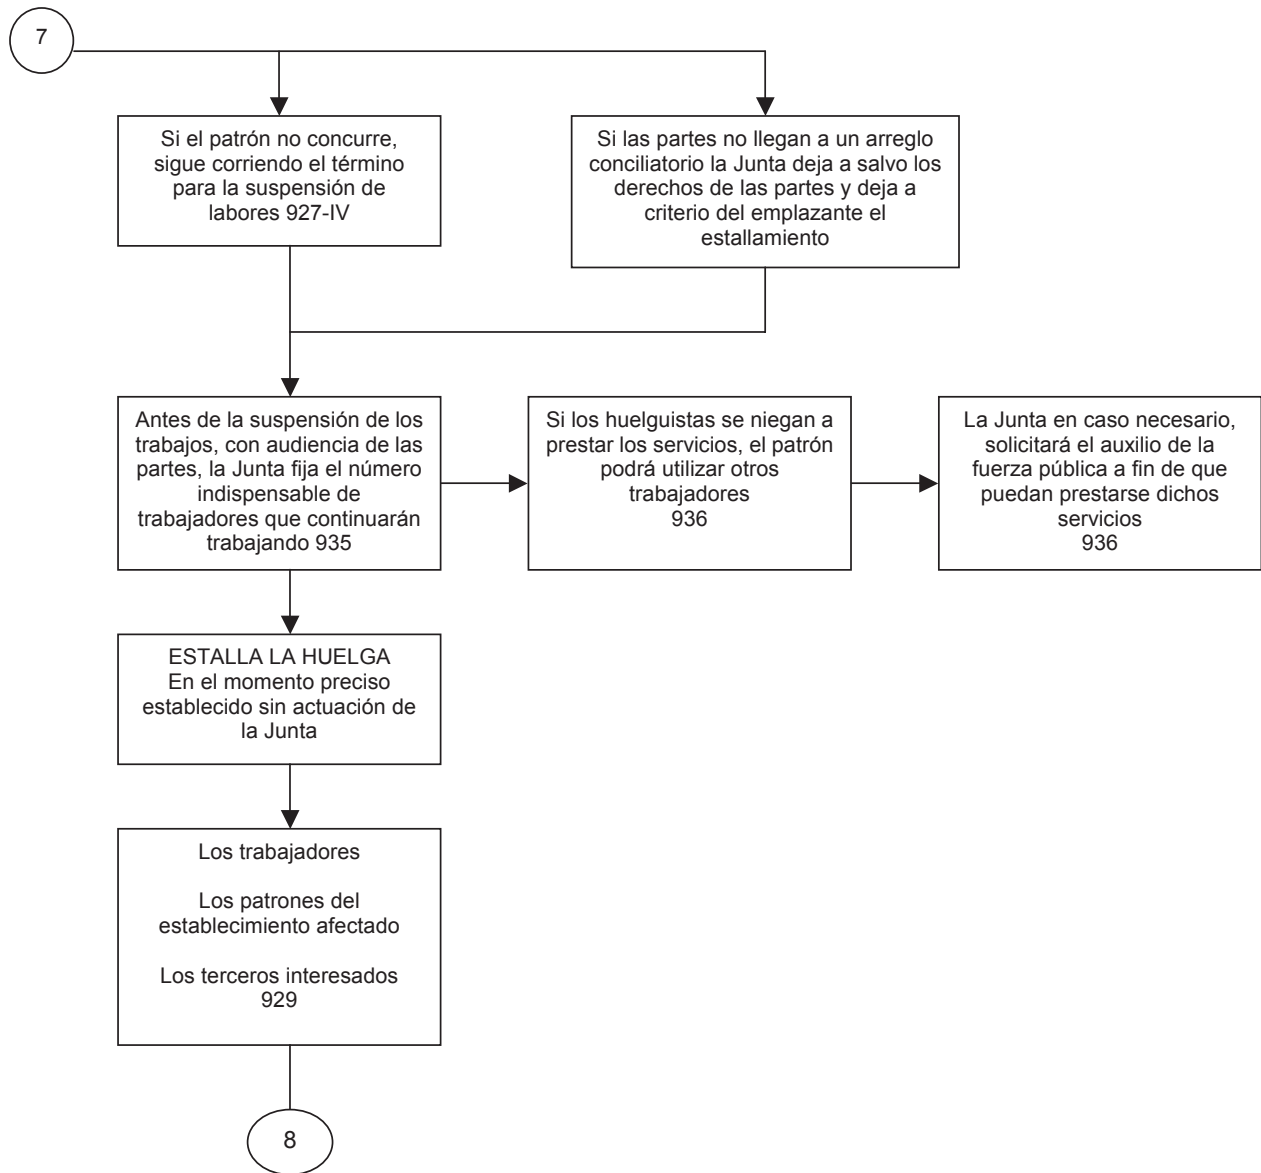 7
Si el patrón no concurre,
sigue corriendo el término
para la suspensión de
labores 927-IV
Si las partes no llegan a un arreglo
conciliatorio la Junta deja a salvo los
derechos de las partes y deja a
criterio del emplazante el
estallamiento
Antes de la suspensión de los
trabajos, con audiencia de las
partes, la Junta fija el número
indispensable de
trabajadores que continuarán
trabajando 935
Si los huelguistas se niegan a
prestar los servicios, el patrón
podrá utilizar otros
trabajadores
936
La Junta en caso necesario,
solicitará el auxilio de la
fuerza pública a fin de que
puedan prestarse dichos
servicios
936
ESTALLA LA HUELGA
En el momento preciso
establecido sin actuación de
la Junta
Los trabajadores
Los patrones del
establecimiento afectado
Los terceros interesados
929
8